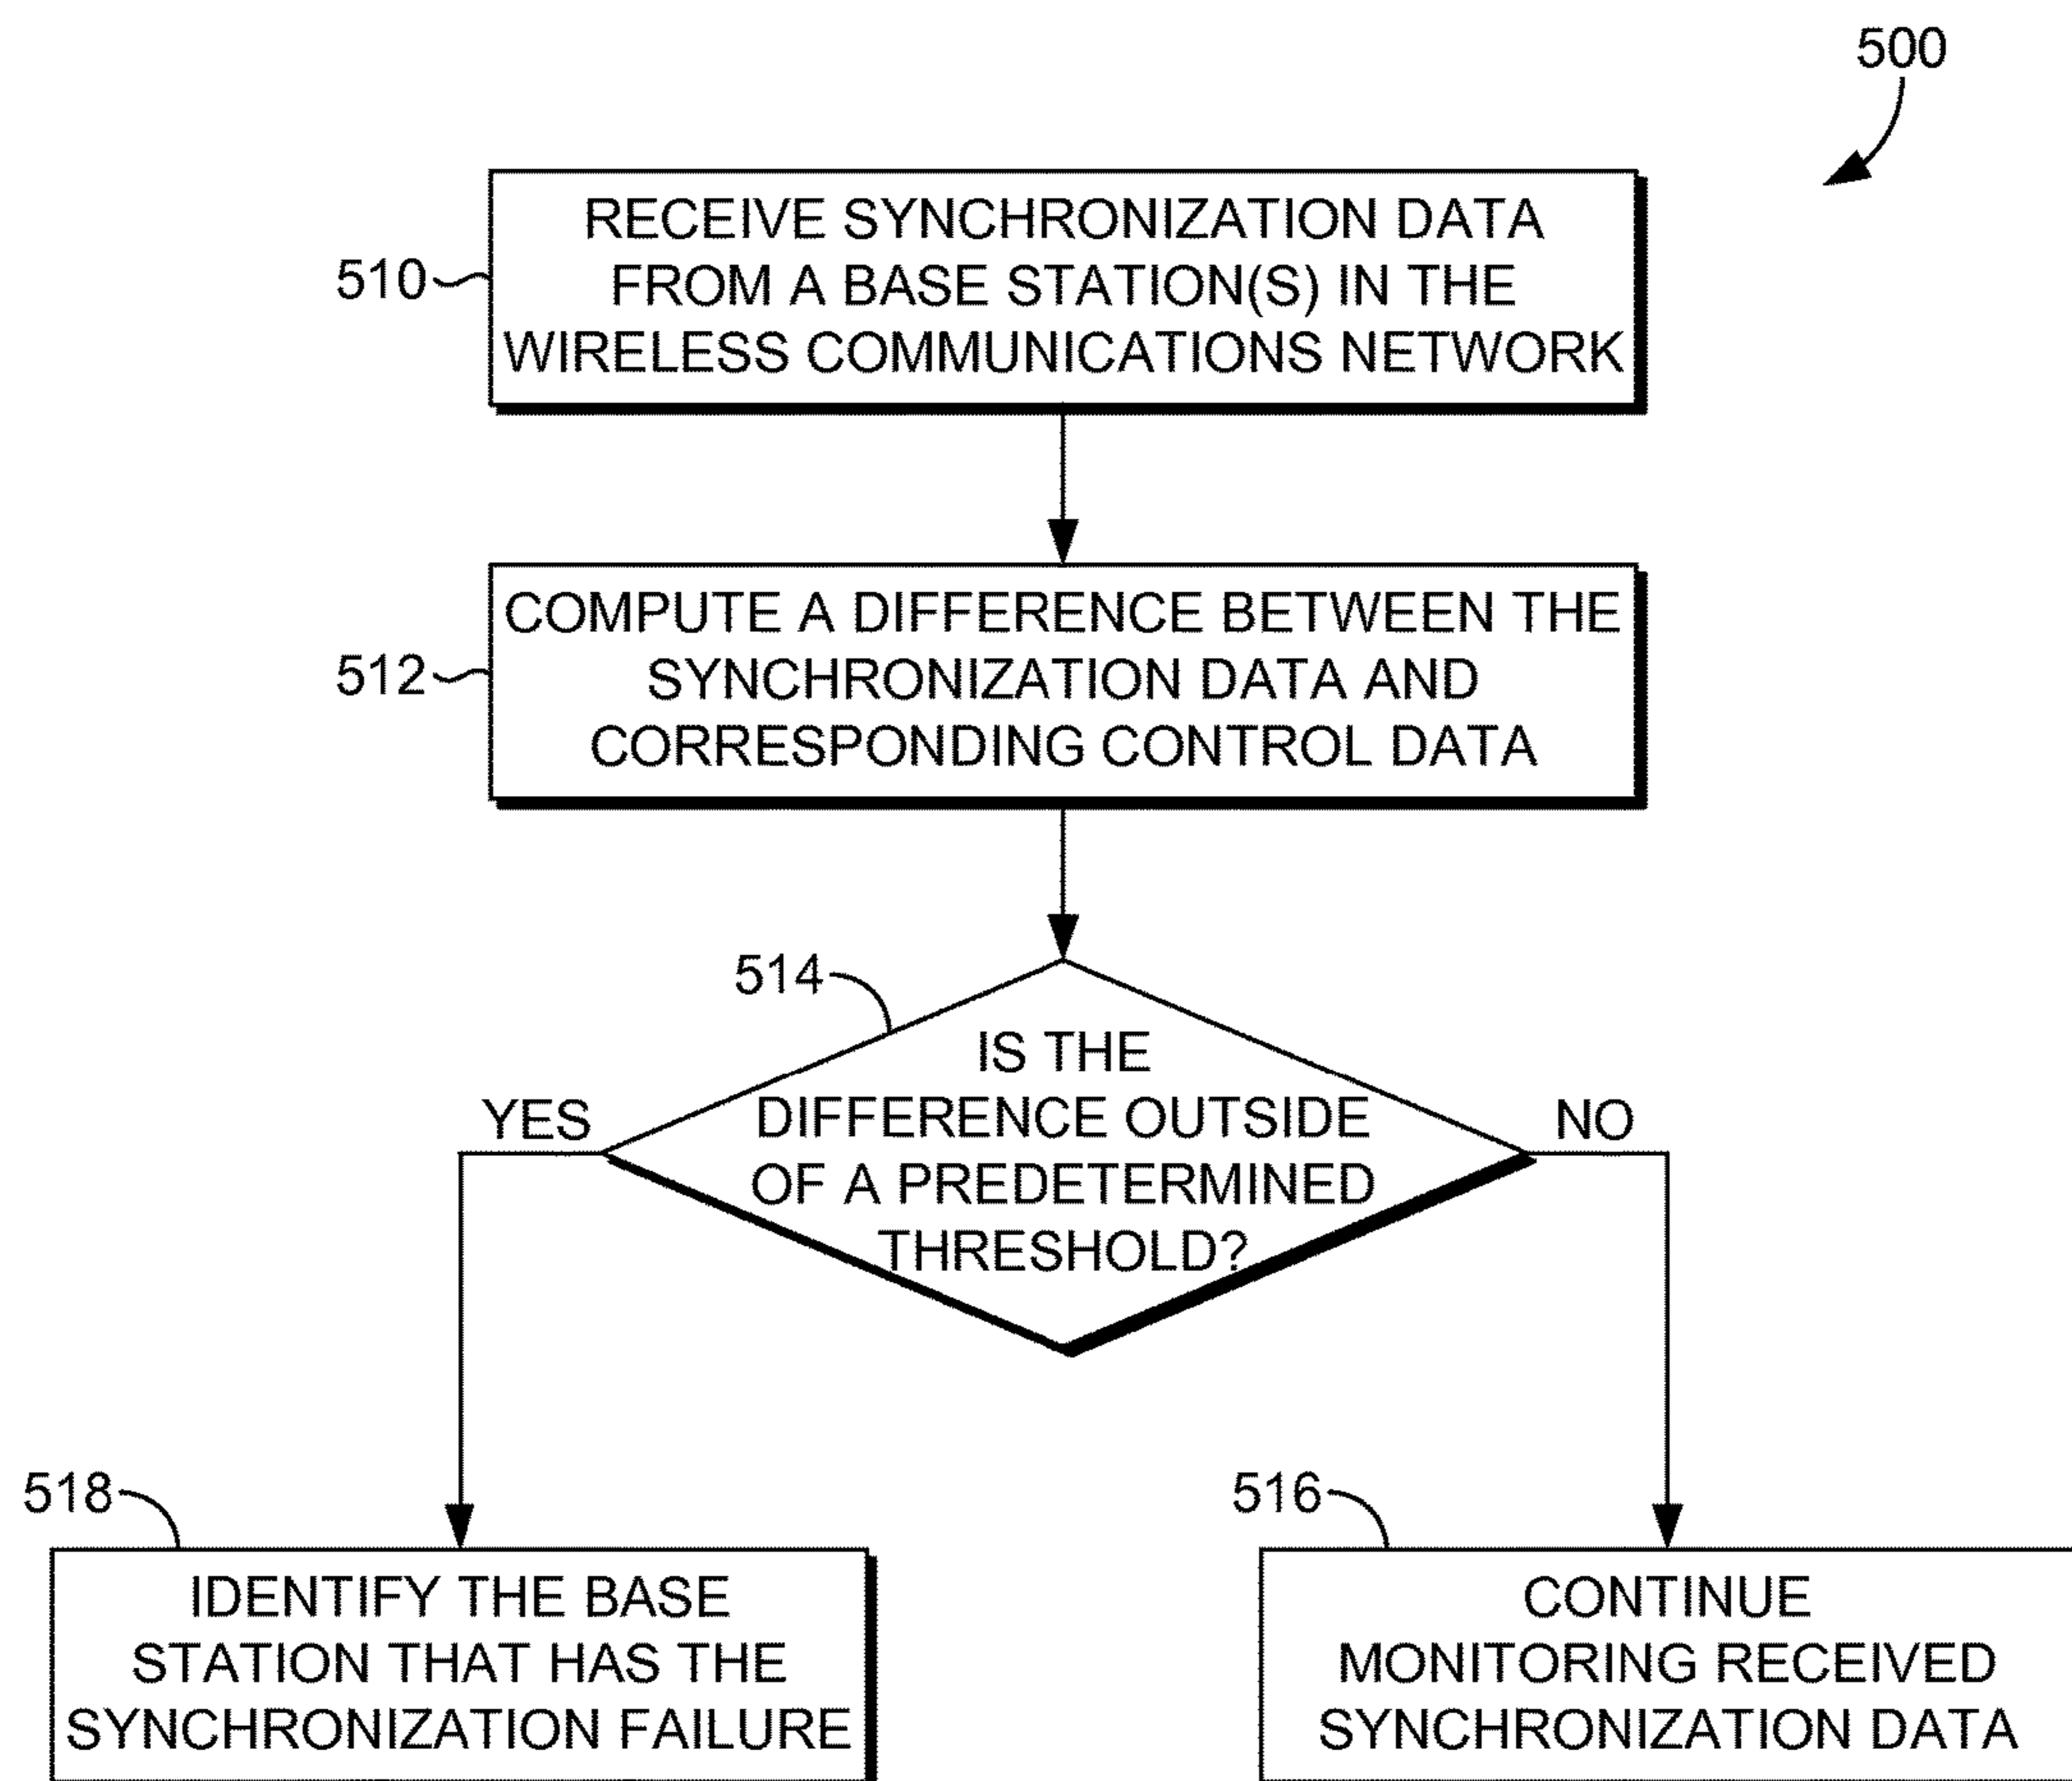 500
RECEIVE SYNCHRONIZATION DATA
FROM A BASE STATION(S) IN THE
WIRELESS COMMUNICATIONS NETWORK
510
COMPUTE A DIFFERENCE BETWEEN THE
SYNCHRONIZATION DATA AND
CORRESPONDING CONTROL DATA
512
514
IS THE
DIFFERENCE OUTSIDE
OF A PREDETERMINED
THRESHOLD?
YES
NO
518
IDENTIFY THE BASE
STATION THAT HAS THE
SYNCHRONIZATION FAILURE
516
CONTINUE
MONITORING RECEIVED
SYNCHRONIZATION DATA